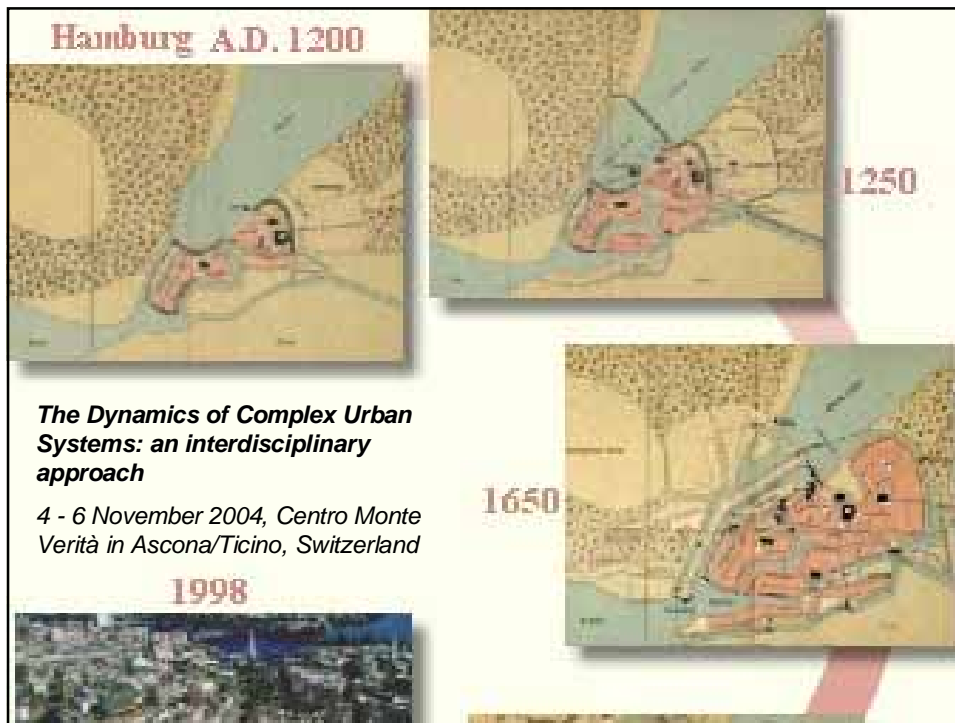 Hamburg A.D. 1200
1250
The Dynamics of Complex Urban
Systems: an interdisciplinary
approach
4 - 6 November 2004, Centro Monte
Verità in Ascona/Ticino, Switzerland
1650
1998